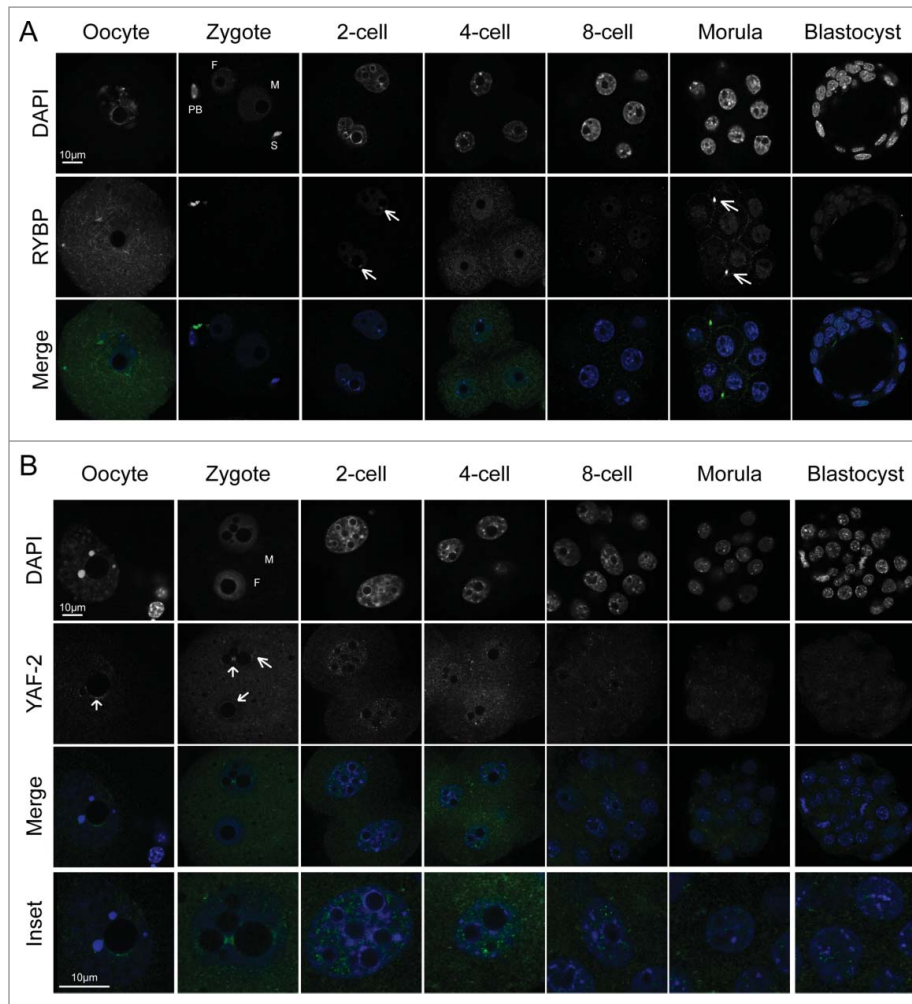 A
Oocyte Zygote 2-cell 4-cell 8-cell Morula Blastocyst
DAPI
F
M
PB
S
10µm
RYBP
Merge
B
Oocyte Zygote 2-cell 4-cell 8-cell Morula Blastocyst
DAPI
M
F
10µm
YAF-2
Merge
Inset
10µm